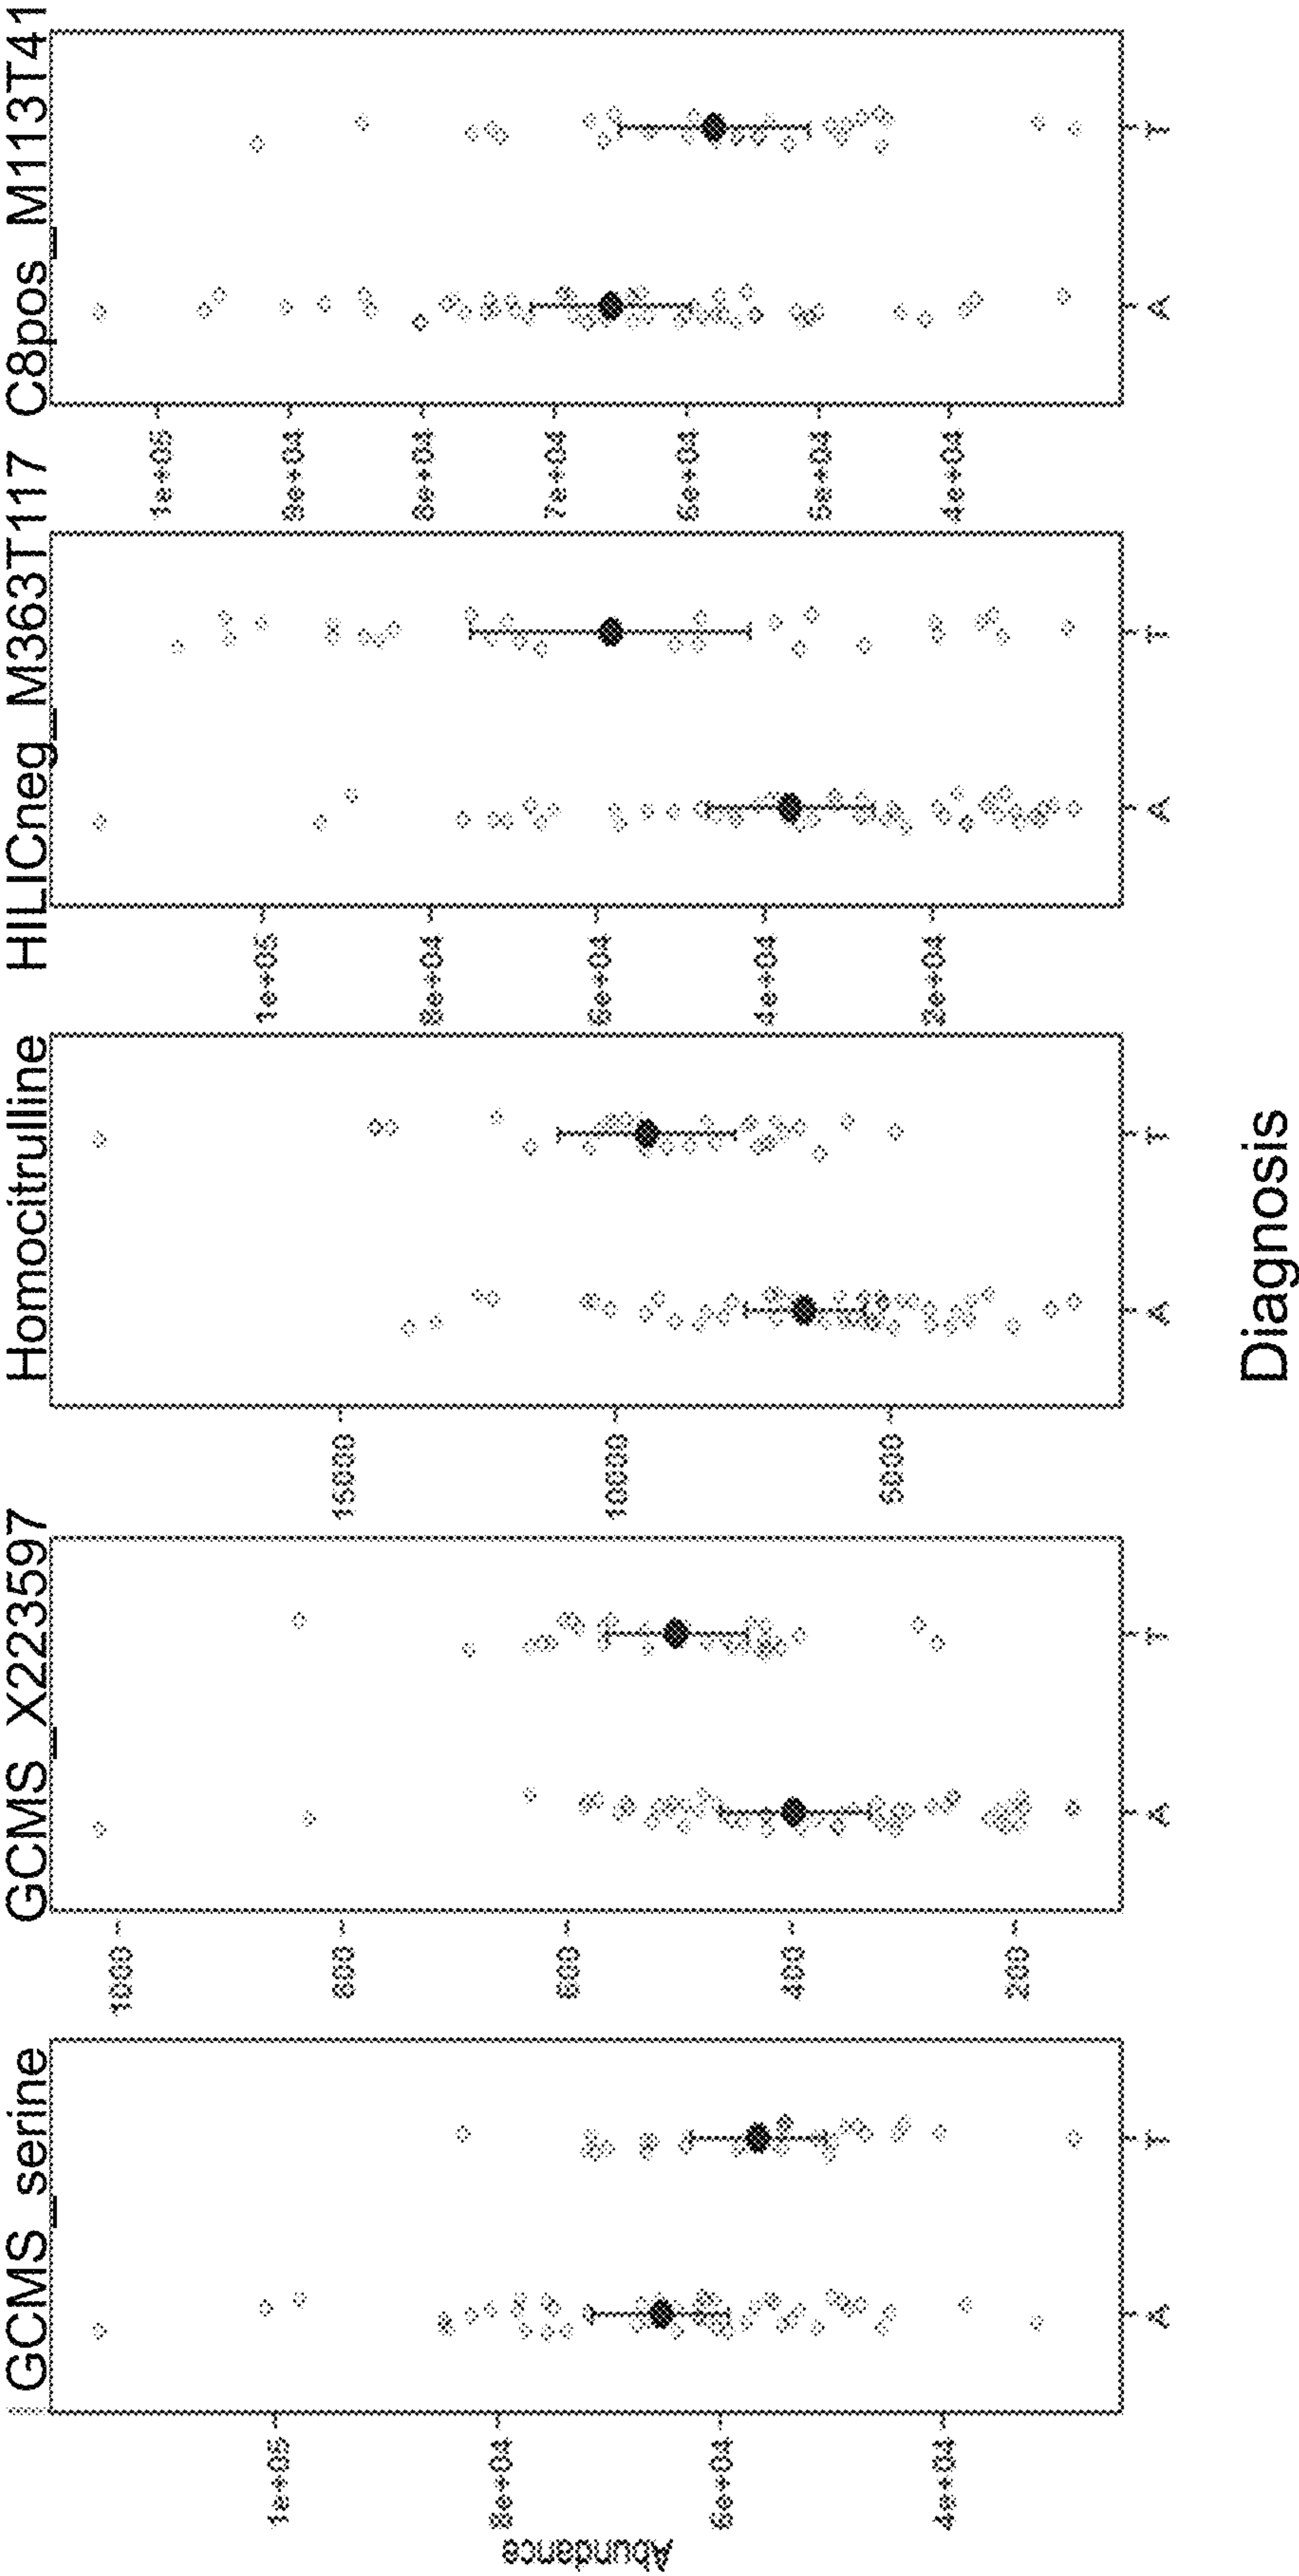 GCMS_serine
Abundance
1e+05
8e+04
6e+04
4e+04
A
T
GCMS_X223597
1000
800
600
400
200
A
T
Homocitrulline
15000
10000
5000
A
T
HILICneg_M363T117
1e+05
8e+04
6e+04
4e+04
2e+04
A
T
C8pos_M113T41
1e+05
9e+04
8e+04
7e+04
6e+04
5e+04
4e+04
A
T
Diagnosis